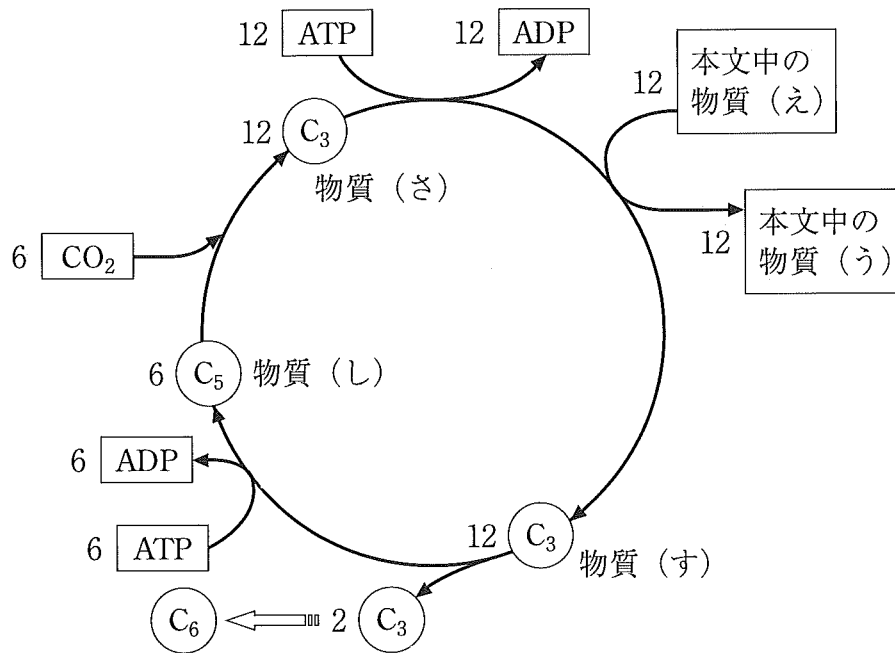 12 ATP 12 ADP
12 本文中の
物質（え）
12 C₃
物質（さ）
12 本文中の
物質（う）
6 CO₂
6 C₅ 物質（し）
6 ADP
6 ATP
12 C₃
物質（す）
C₆ 2 C₃